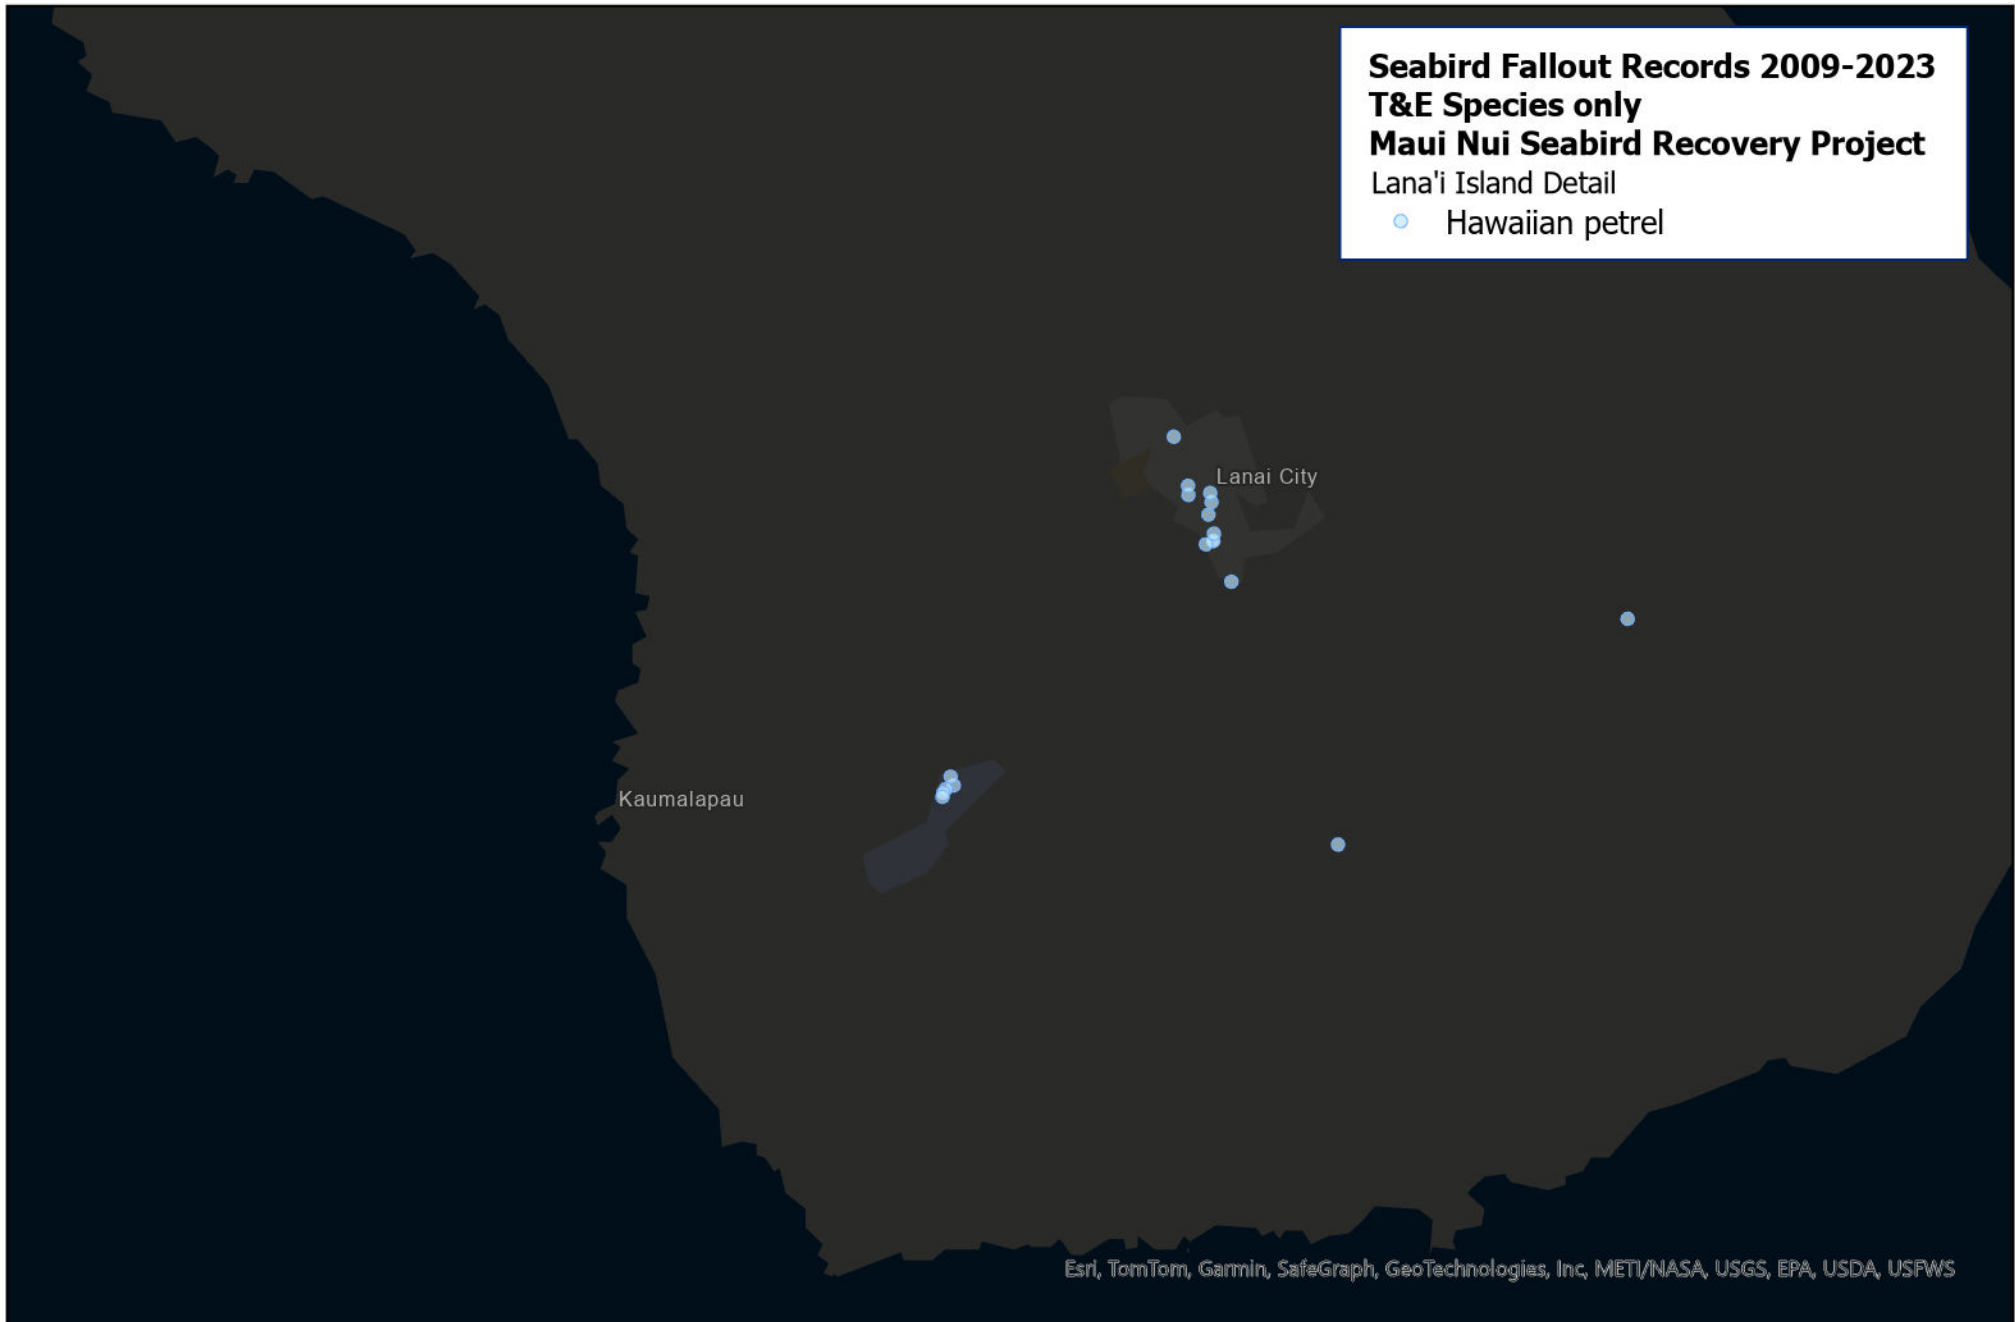 Seabird Fallout Records 2009-2023
T&E Species only
Maui Nui Seabird Recovery Project
Lana'i Island Detail
Hawaiian petrel
Lanai City
Kaumalapau
Esri, TomTom, Garmin, SafeGraph, GeoTechnologies, Inc, METI/NASA, USGS, EPA, USDA, USFWS